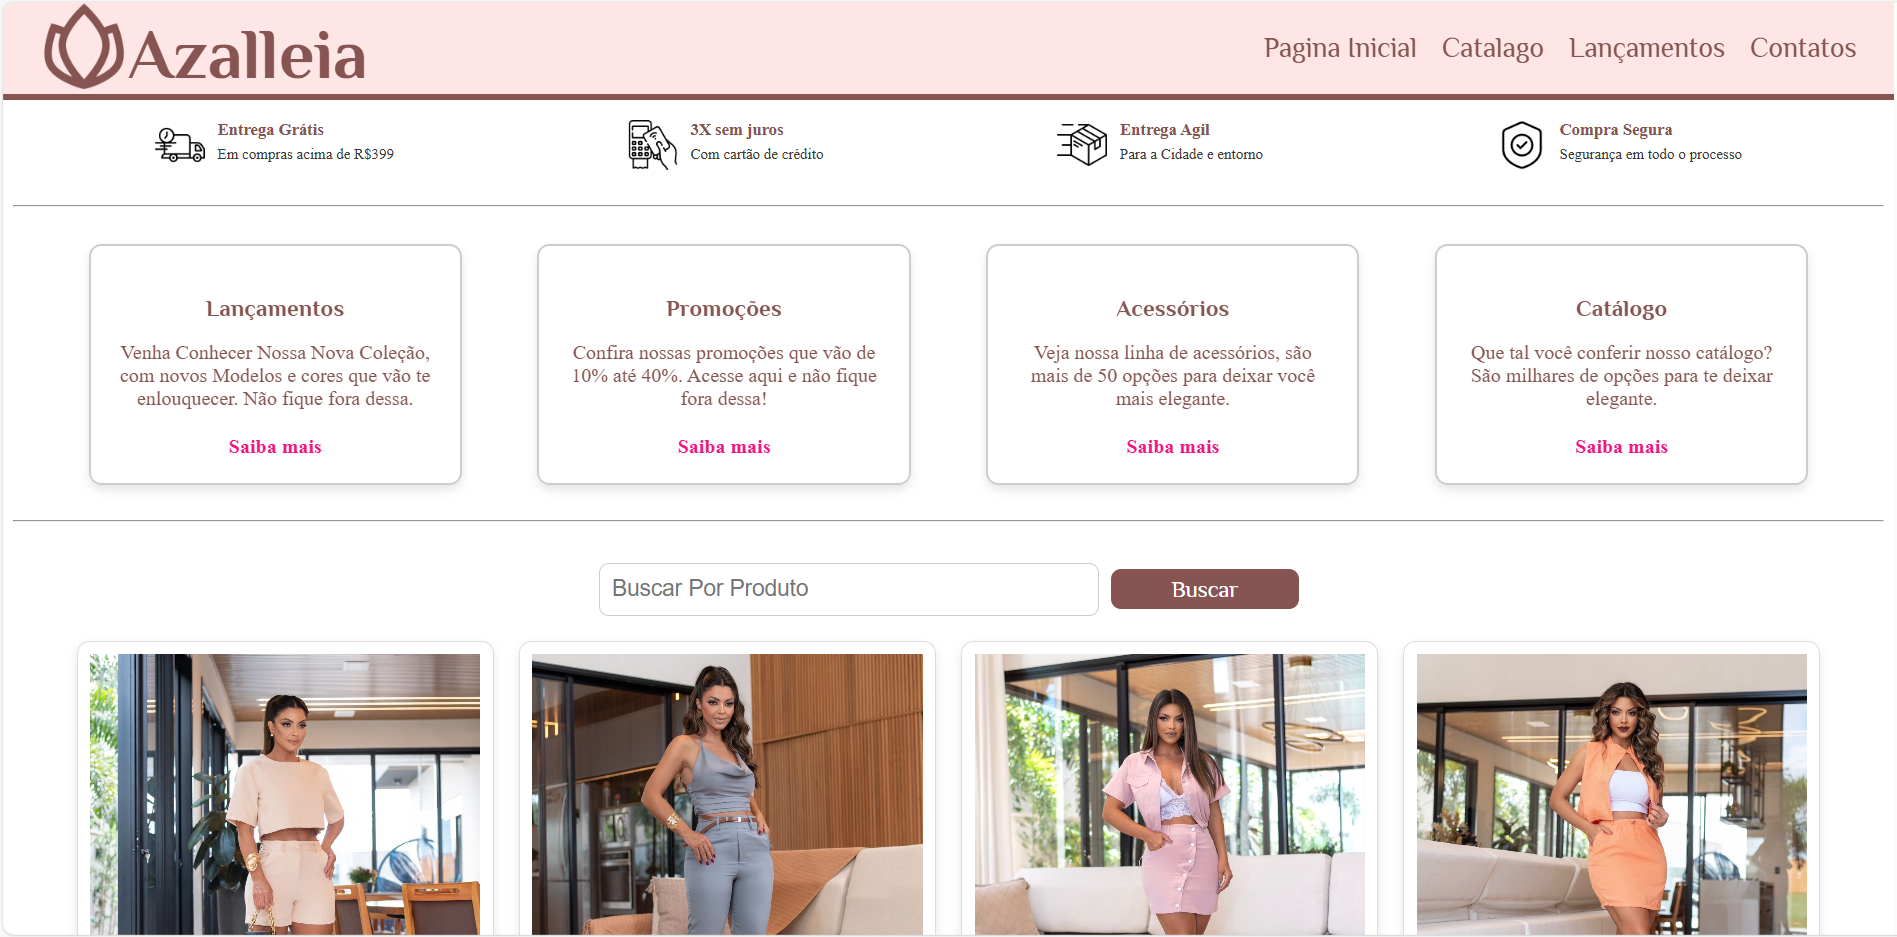 Azalleia
Pagina Inicial Catalago Lançamentos Contatos
Entrega Grátis
Em compras acima de R$399
3X sem juros
Com cartão de crédito
Entrega Agil
Para a Cidade e entorno
Compra Segura
Segurança em todo o processo
Lançamentos
Venha Conhecer Nossa Nova Coleção,
com novos Modelos e cores que vão te
enlouquecer. Não fique fora dessa.
Saiba mais
Promoções
Confira nossas promoções que vão de
10% até 40%. Acesse aqui e não fique
fora dessa!
Saiba mais
Acessórios
Veja nossa linha de acessórios, são
mais de 50 opções para deixar você
mais elegante.
Saiba mais
Catálogo
Que tal você conferir nosso catálogo?
São milhares de opções para te deixar
elegante.
Saiba mais
Buscar Por Produto
Buscar